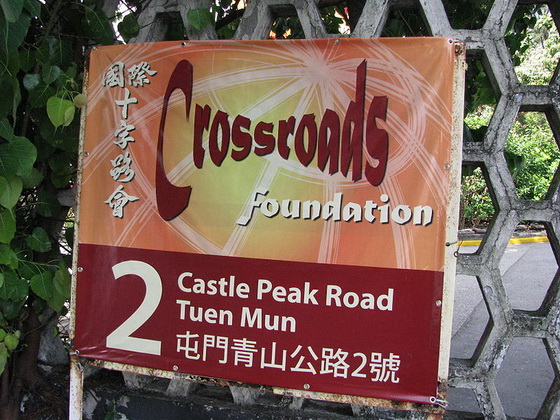 國際
十字路會
Crossroads
Foundation
2
Castle Peak Road
Tuen Mun
屯門青山公路2號